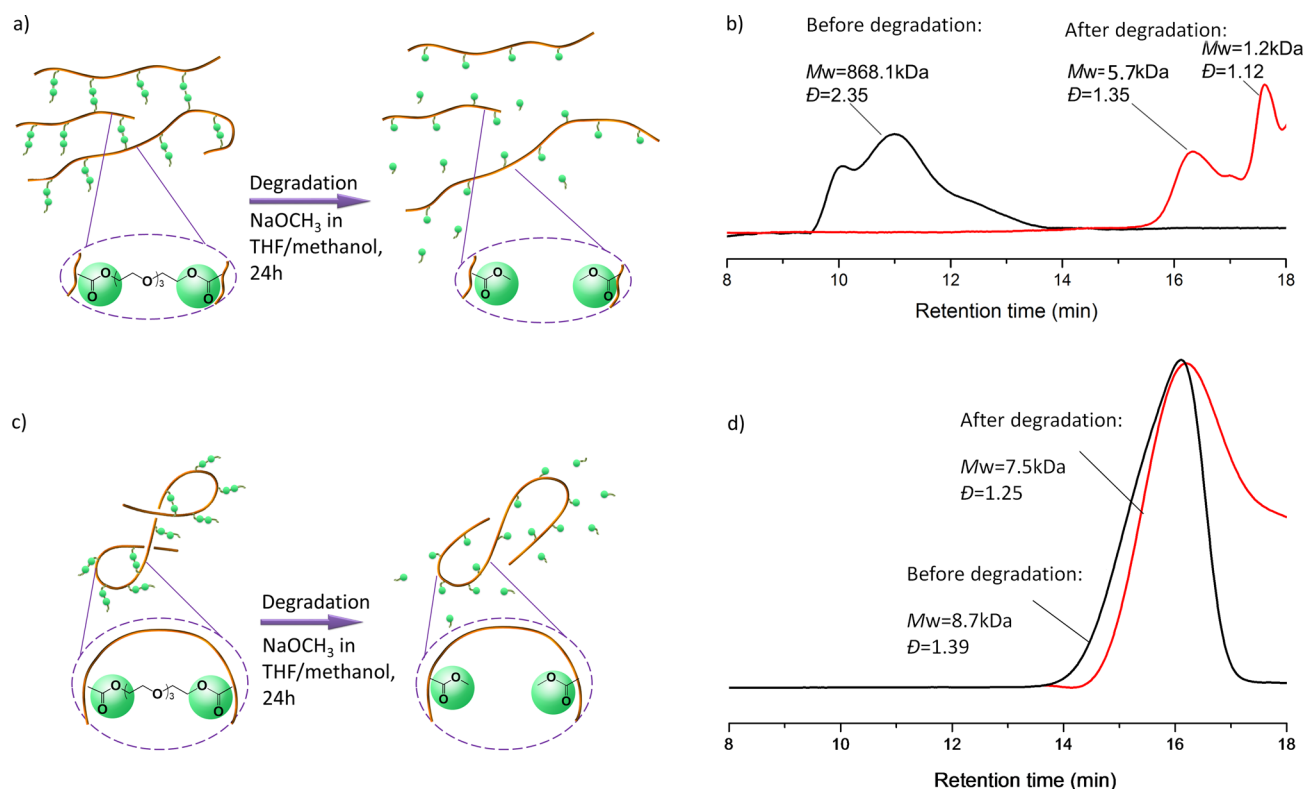 a)
Degradation
NaOCH₃ in
THF/methanol,
24h
O
O
O
3
O
O
O
O
O
O
b)
Before degradation:
Mw=868.1kDa
Đ=2.35
After degradation:
Mw=5.7kDa
Đ=1.35
Mw=1.2kDa
Đ=1.12
8 10 12 14 16 18
Retention time (min)
c)
Degradation
NaOCH₃ in
THF/methanol,
24h
O
O
O
3
O
O
O
O
O
O
d)
After degradation:
Mw=7.5kDa
Đ=1.25
Before degradation:
Mw=8.7kDa
Đ=1.39
8 10 12 14 16 18
Retention time (min)